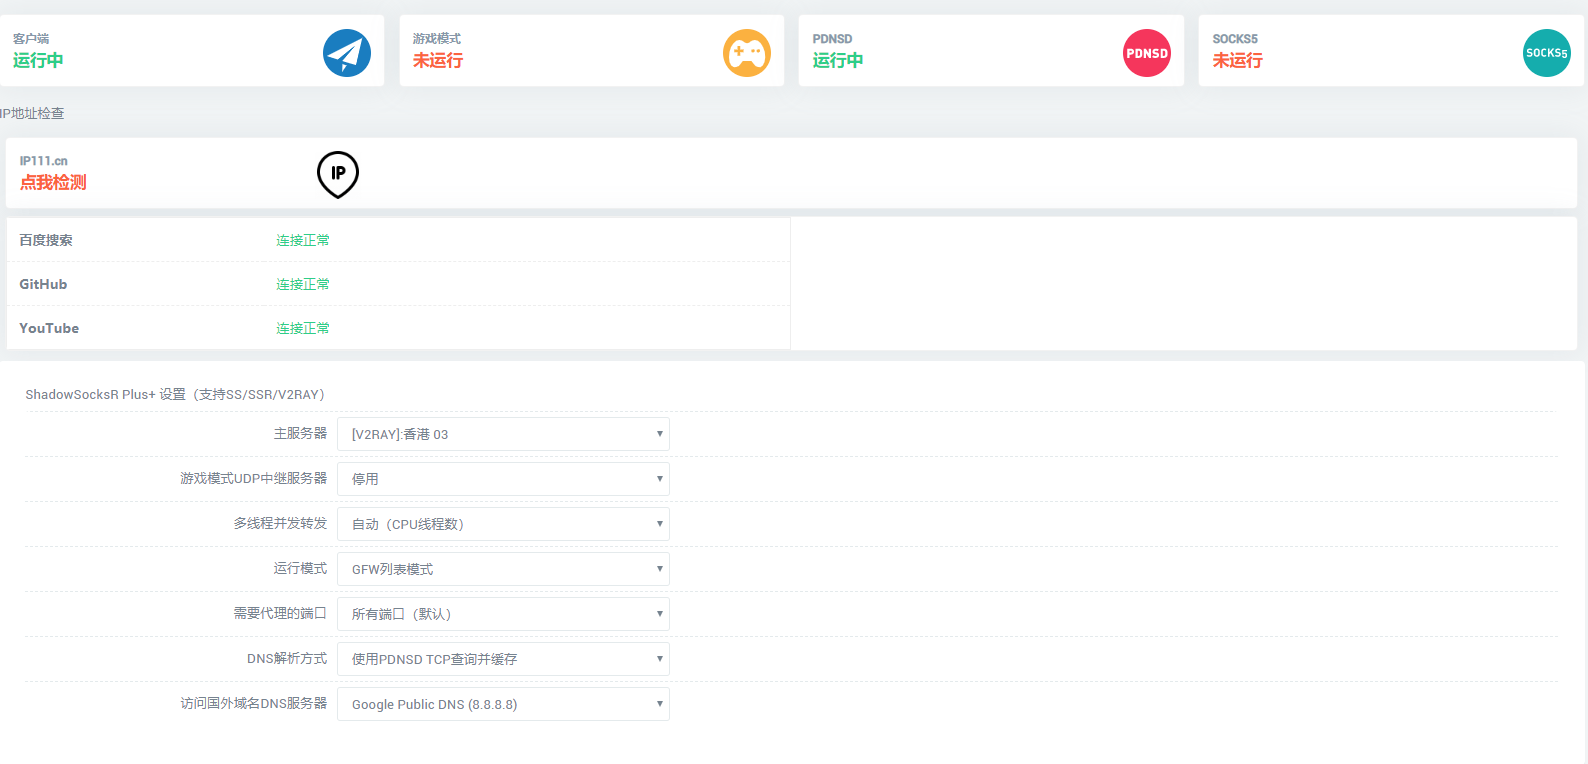 客户端
运行中
游戏模式
未运行
PDNSD
运行中
PDNSD
SOCKS5
未运行
SOCKS5
IP地址检查
IP111.cn
点我检测
IP
百度搜索 连接正常
GitHub 连接正常
YouTube 连接正常
ShadowSocksR Plus+ 设置（支持SS/SSR/V2RAY）
主服务器 [V2RAY]:香港 03
游戏模式UDP中继服务器 停用
多线程并发转发 自动（CPU线程数）
运行模式 GFW列表模式
需要代理的端口 所有端口（默认）
DNS解析方式 使用PDNSD TCP查询并缓存
访问国外域名DNS服务器 Google Public DNS (8.8.8.8)